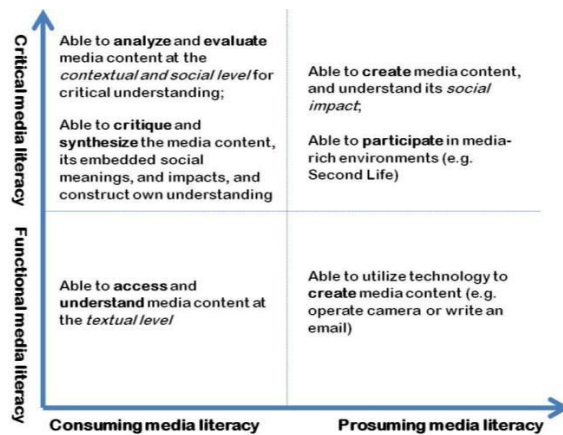 Critical media literacy
Able to analyze and evaluate
media content at the
contextual and social level for
critical understanding;
Able to critique and
synthesize the media content,
its embedded social
meanings, and impacts, and
construct own understanding
Able to create media content,
and understand its social
impact;
Able to participate in media-
rich environments (e.g.
Second Life)
Functional media literacy
Able to access and
understand media content at
the textual level
Able to utilize technology to
create media content (e.g.
operate camera or write an
email)
Consuming media literacy
Prosuming media literacy